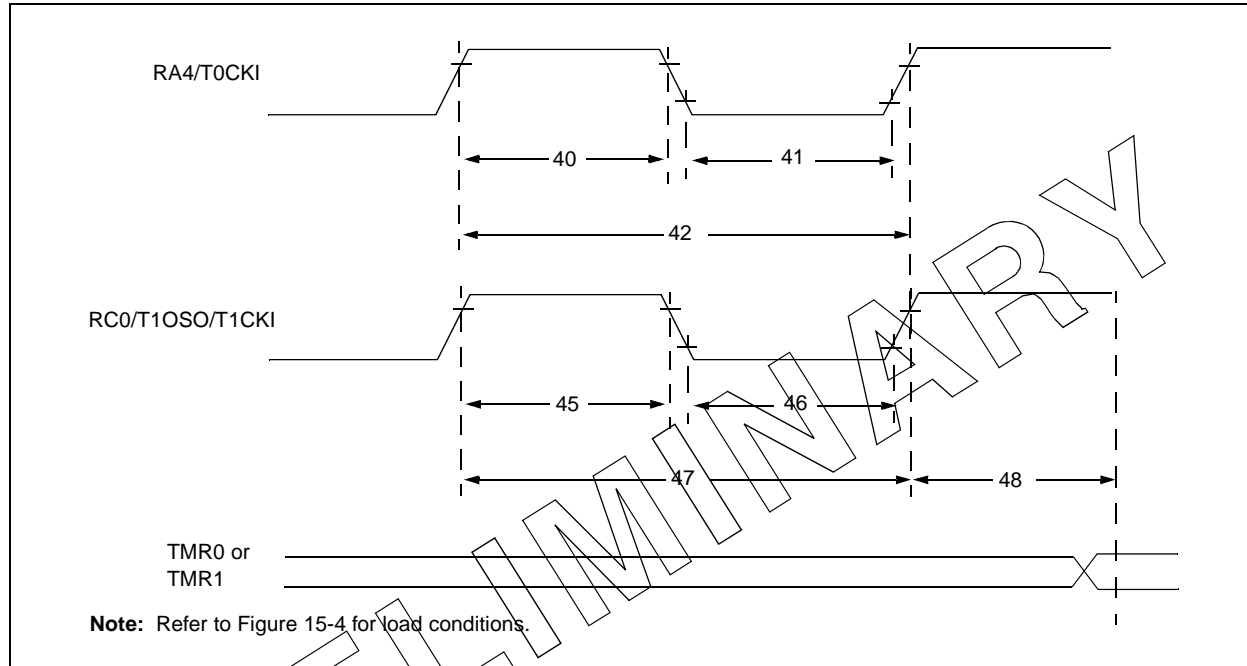 RA4/T0CKI
40
41
42
RC0/T1OSO/T1CKI
45
46
47
48
TMR0 or
TMR1
Note: Refer to Figure 15-4 for load conditions.
ELIMINARY